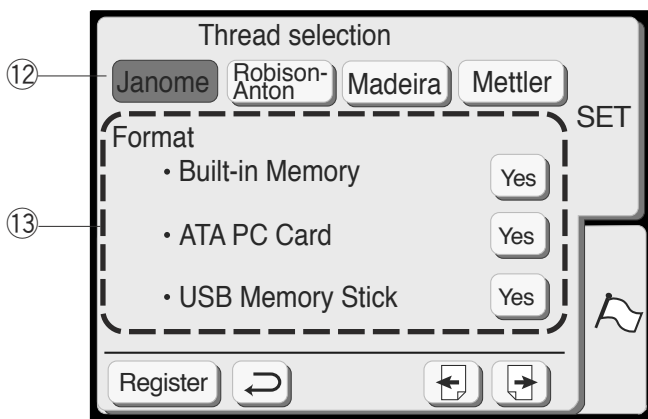 Thread selection
⑫ Janome Robison-Anton Madeira Mettler
SET
Format
⑬ • Built-in Memory Yes
• ATA PC Card Yes
• USB Memory Stick Yes
Register